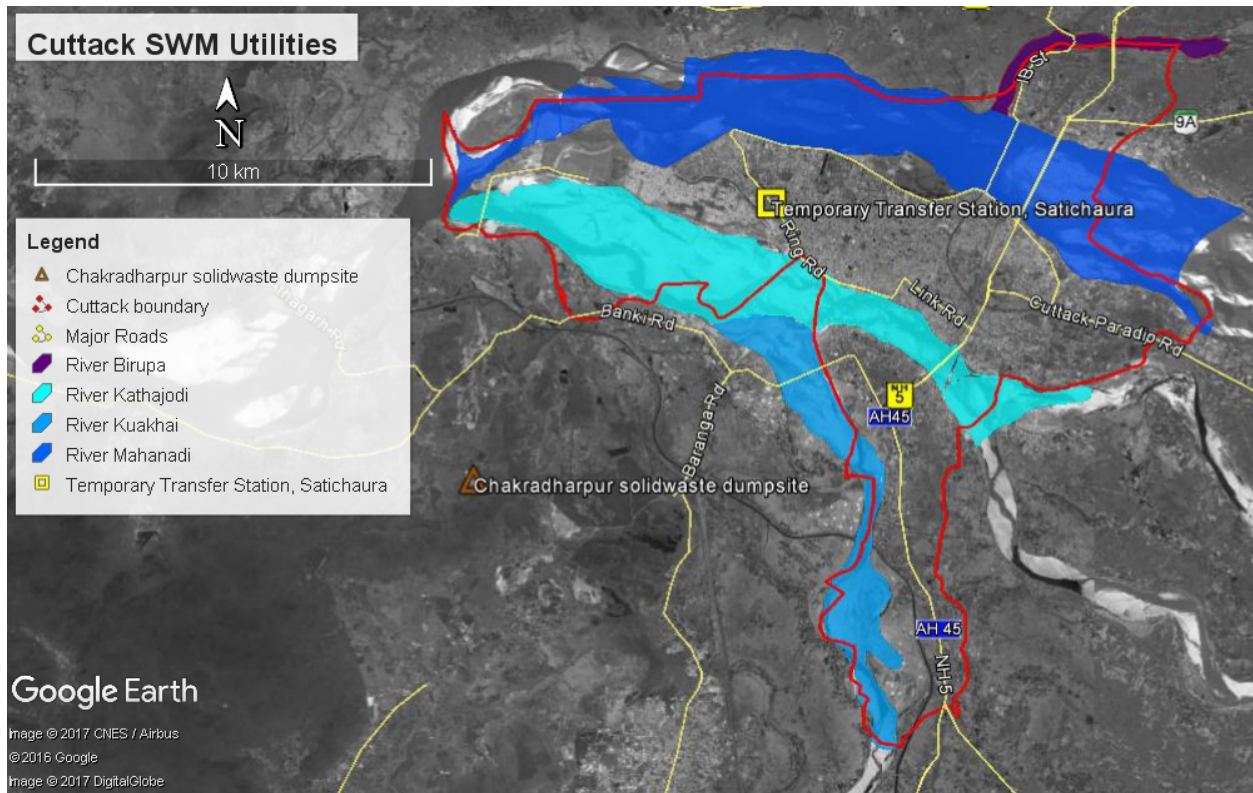 Cuttack SWM Utilities
N
10 km
Legend
Chakradharpur solidwaste dumpsite
Cuttack boundary
Major Roads
River Birupa
River Kathajodi
River Kuakhai
River Mahanadi
Temporary Transfer Station, Satichaura
IB St
9A
Temporary Transfer Station, Satichaura
Ring Rd
Link Rd
Cuttack Paradip Rd
Banki Rd
NH
5
AH45
Baranga Rd
Chakradharpur solidwaste dumpsite
AH 45
NH 5
Google Earth
Image © 2017 CNES / Airbus
© 2016 Google
Image © 2017 DigitalGlobe